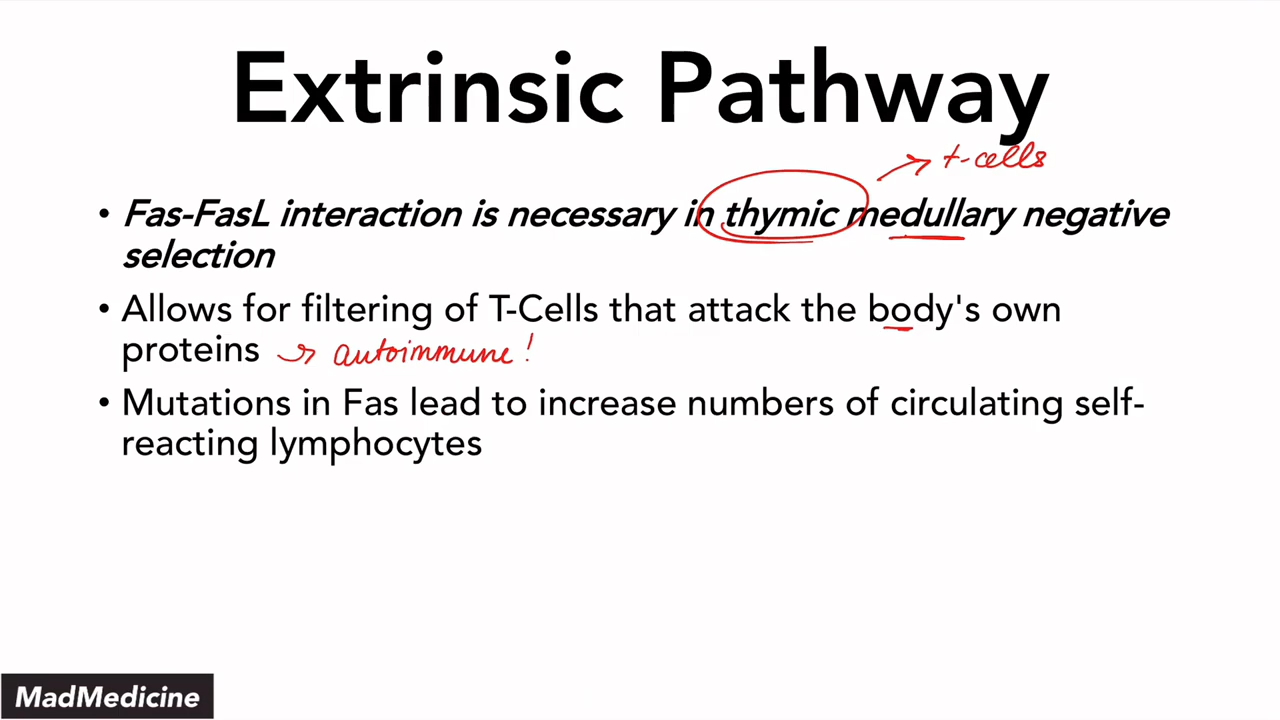 Extrinsic Pathway
t-cells
• Fas-FasL interaction is necessary in thymic medullary negative
selection
• Allows for filtering of T-Cells that attack the body's own
proteins → autoimmune!
• Mutations in Fas lead to increase numbers of circulating self-
reacting lymphocytes
MadMedicine